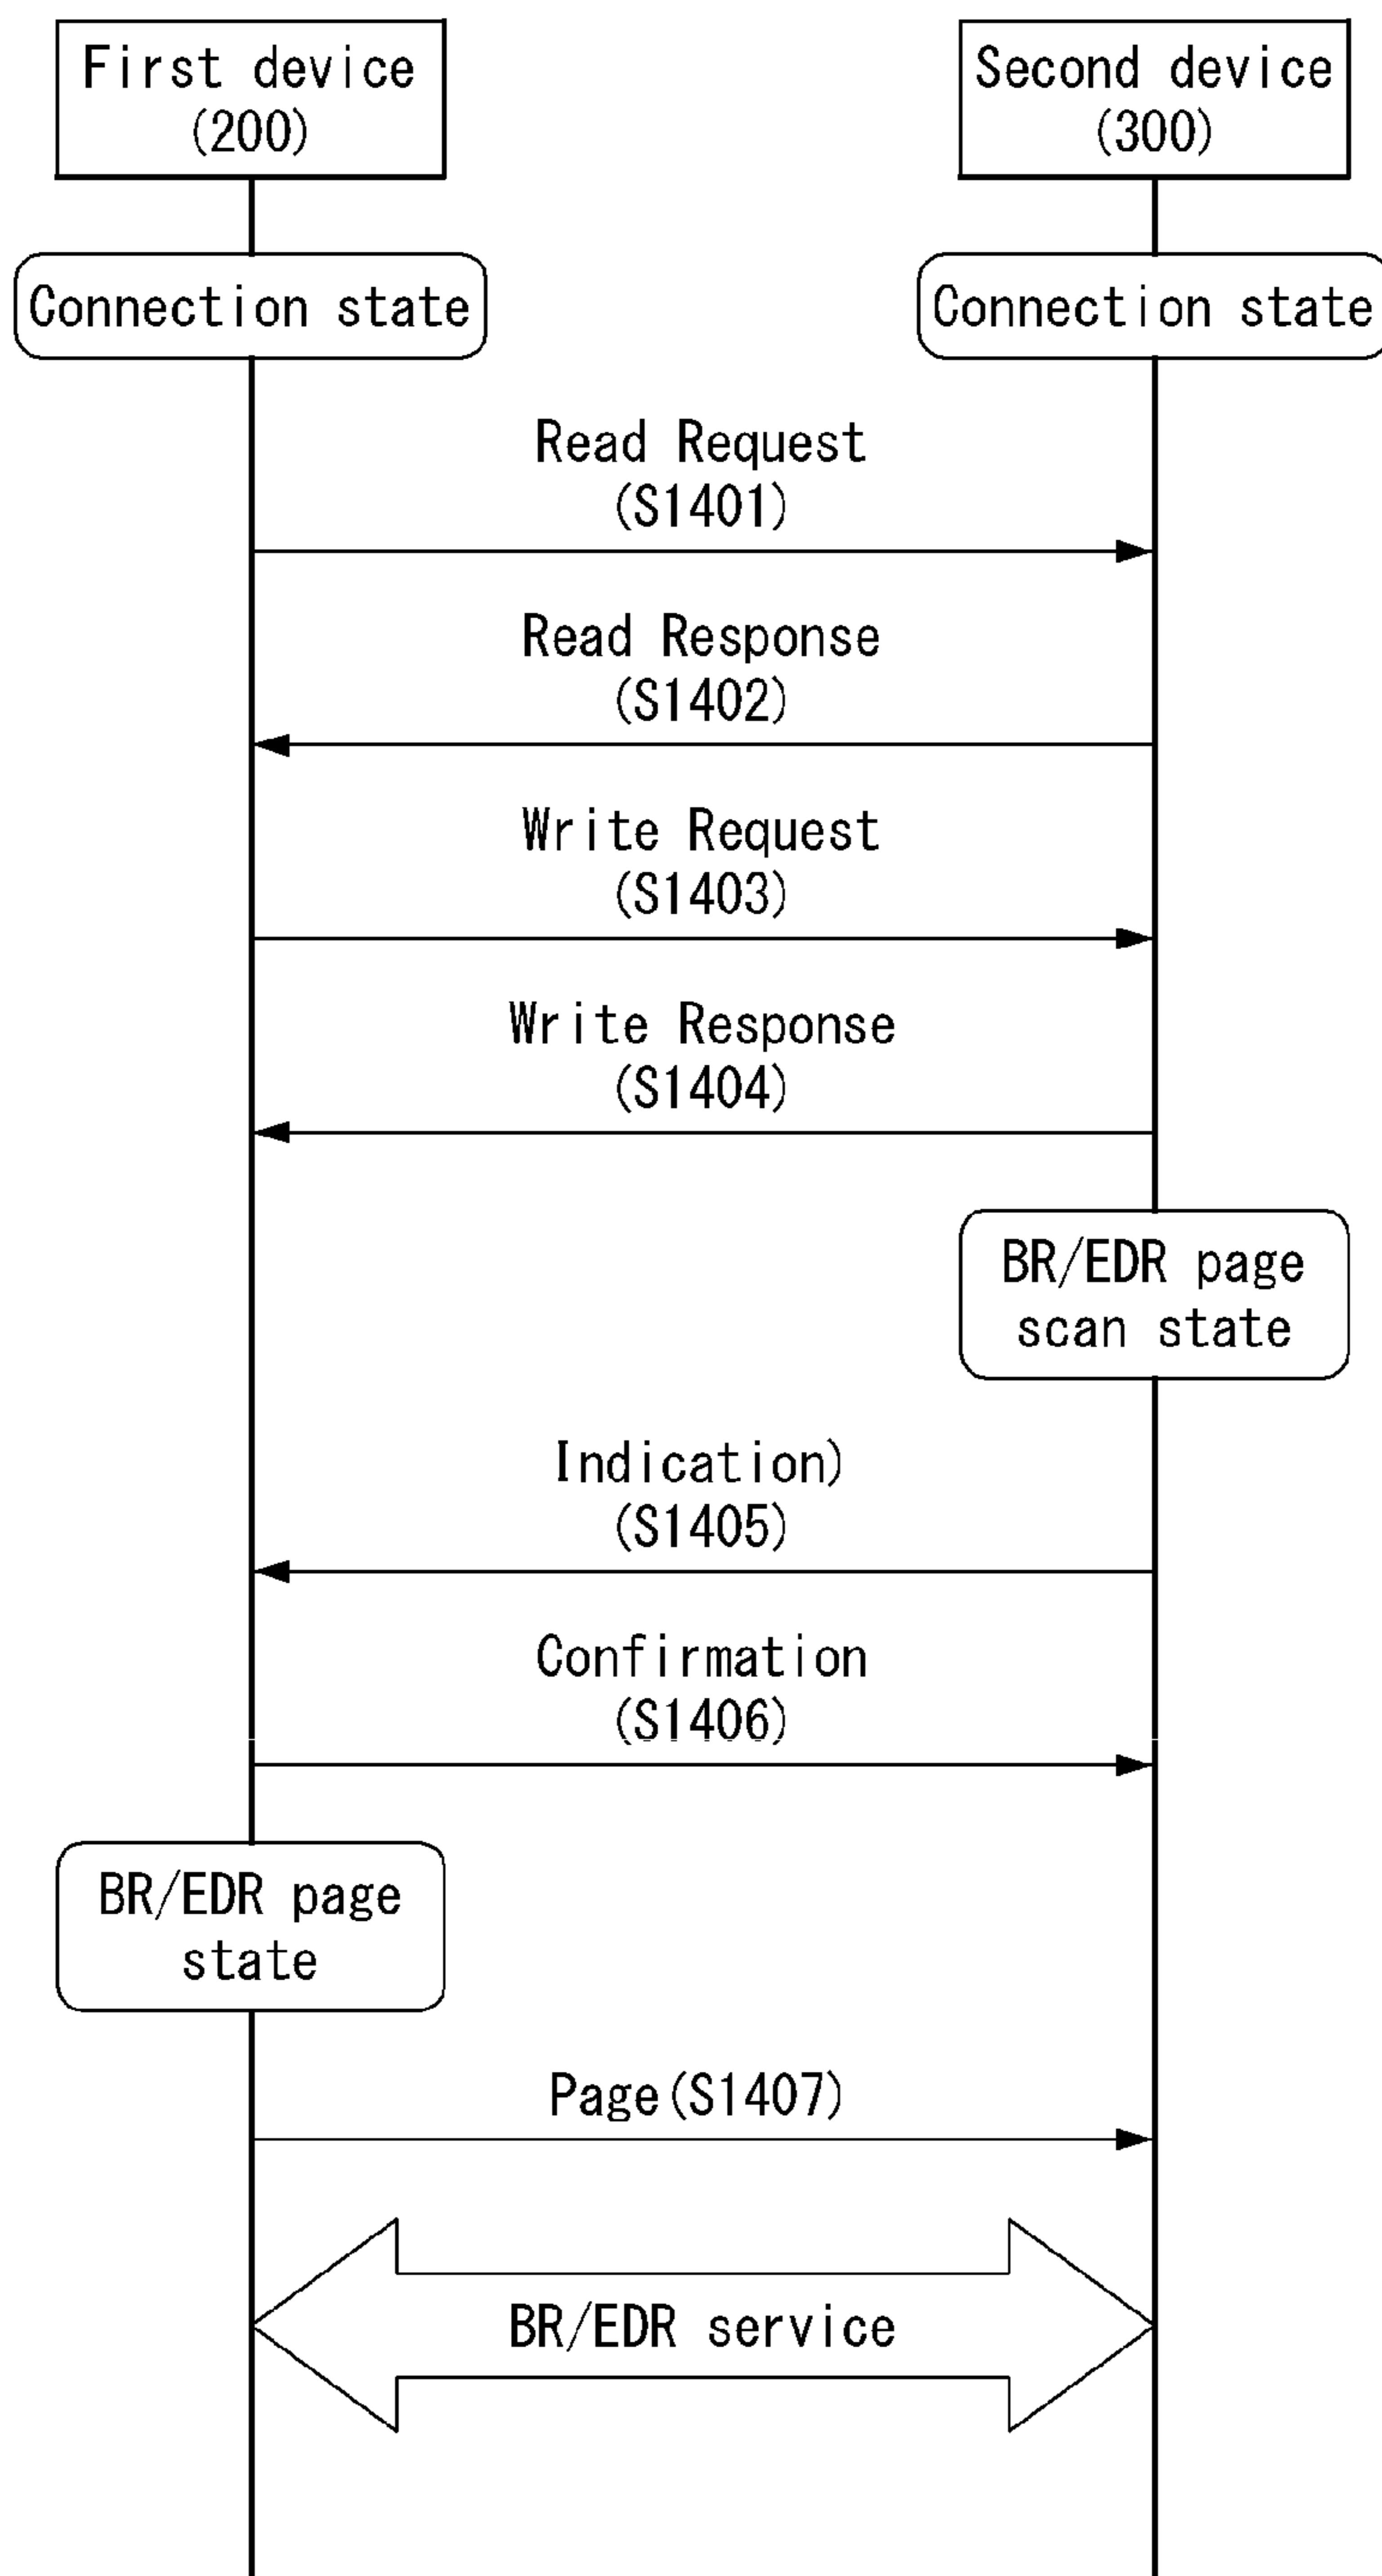 First device
(200)
Second device
(300)
Connection state
Connection state
Read Request
(S1401)
Read Response
(S1402)
Write Request
(S1403)
Write Response
(S1404)
BR/EDR page
scan state
Indication)
(S1405)
Confirmation
(S1406)
BR/EDR page
state
Page(S1407)
BR/EDR service